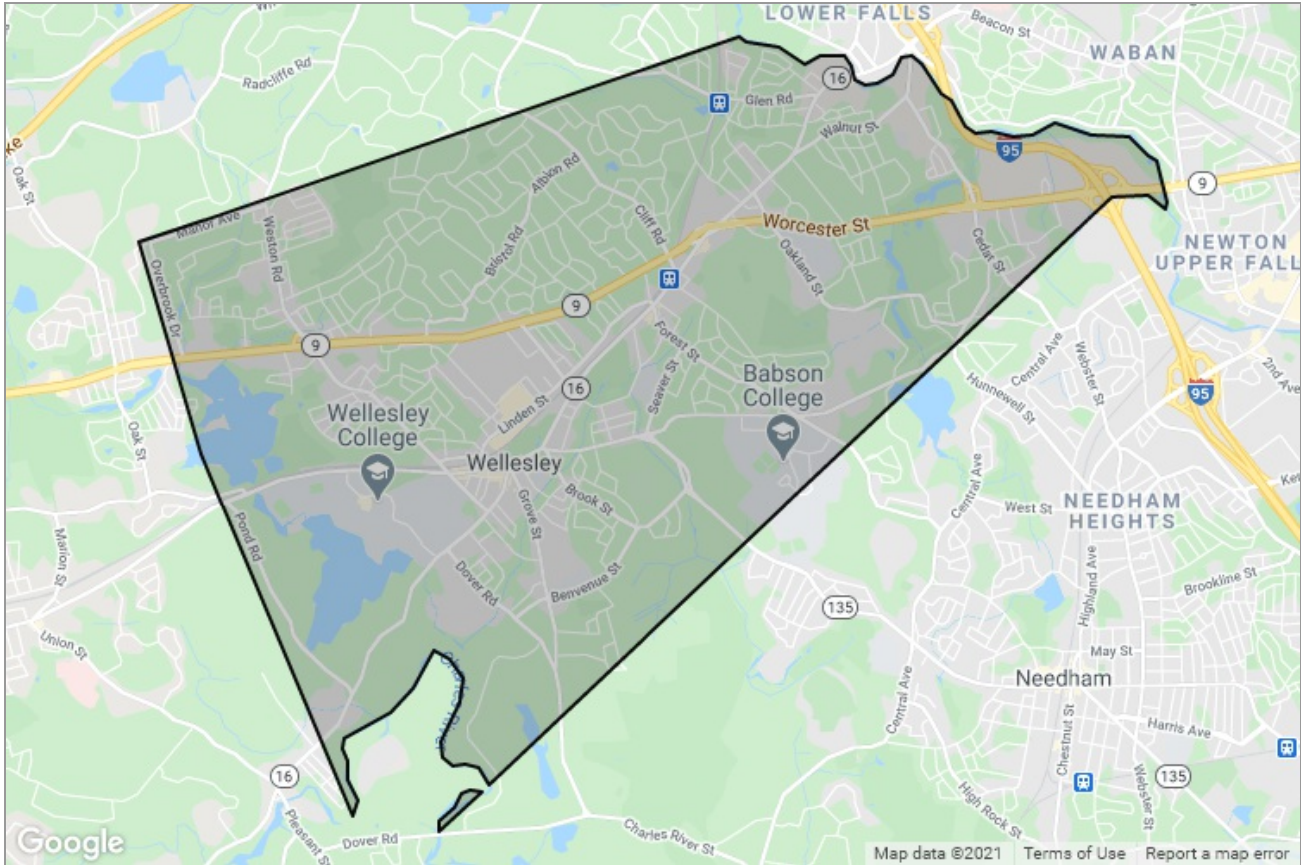 LOWER FALLS
Beacon St
WABAN
Radcliffe Rd
16
Glen Rd
Walnut St
95
ke
Oak St
Albion Rd
9
Manor Ave
Weston Rd
Cliff Rd
Worcester St
Bristol Rd
Oakland St
Cedar St
NEWTON
UPPER FALL
Overbrook Dr
9
9
Forest St
Central Ave
Webster St
2nd Ave
Babson
College
Hunnewell St
95
16
Seaver St
Linden St
Wellesley
College
Oak St
Wellesley
Brook St
Grove St
Central Ave
West St
NEEDHAM
HEIGHTS
Marion St
Pond Rd
Dover Rd
Benvenue St
Highland Ave
Brookline St
135
Union St
May St
Charles River
Needham
Central Ave
Harris Ave
Chestnut St
16
135
Webster St
High Rock St
Pleasant St
Dover Rd
Charles River St
Google
Map data ©2021 Terms of Use Report a map error